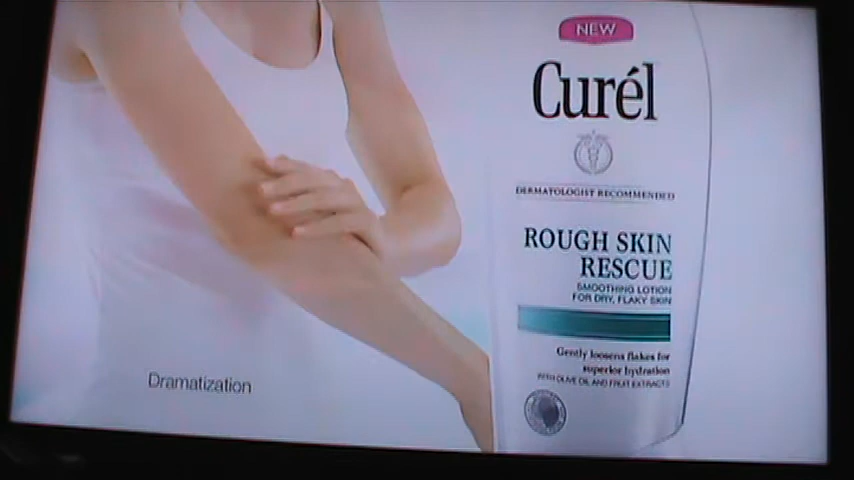 NEW
Curél
DERMATOLOGIST RECOMMENDED
ROUGH SKIN
RESCUE
SMOOTHING LOTION
FOR DRY, FLAKY SKIN
Gently loosens flakes for
superior hydration
WITH OLIVE OIL AND FRUIT EXTRACTS
Dramatization